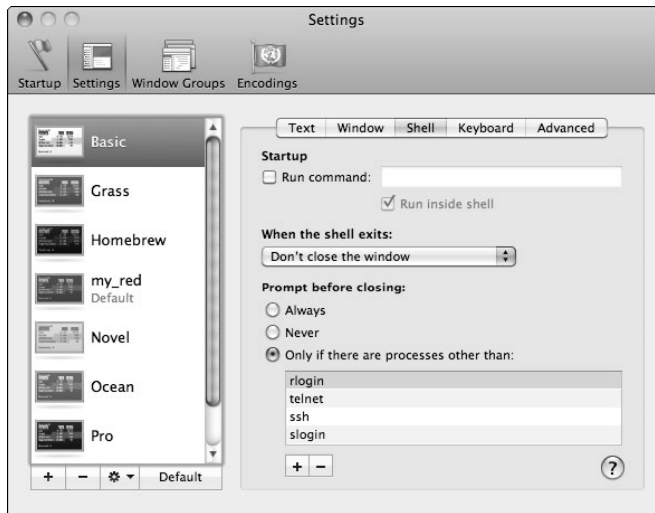 Settings
Startup Settings Window Groups Encodings
Basic
Grass
Homebrew
my_red
Default
Novel
Ocean
Pro
+ − Default
Text Window Shell Keyboard Advanced
Startup
Run command:
Run inside shell
When the shell exits:
Don't close the window
Prompt before closing:
Always
Never
Only if there are processes other than:
rlogin
telnet
ssh
slogin
+ −
?